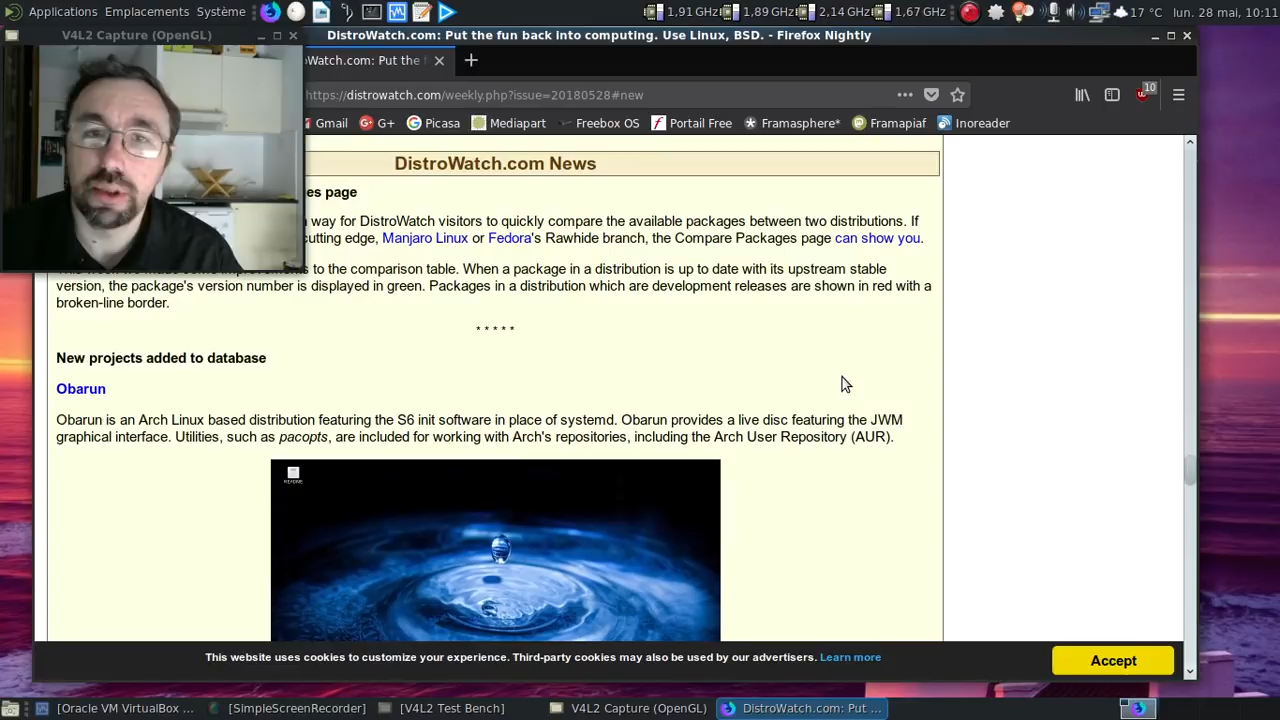 Applications Emplacements Système
1,91 GHz 1,89 GHz 2,14 GHz 1,67 GHz 17 °C lun. 28 mai, 10:11
V4L2 Capture (OpenGL)
DistroWatch.com: Put the fun back into computing. Use Linux, BSD. - Firefox Nightly
Watch.com: Put the f
https://distrowatch.com/weekly.php?issue=20180528#new
10
Gmail G+ Picasa Mediapart Freebox OS Portail Free Framasphere* Framapiaf Inoreader
DistroWatch.com News
es page
way for DistroWatch visitors to quickly compare the available packages between two distributions. If
cutting edge, Manjaro Linux or Fedora's Rawhide branch, the Compare Packages page can show you.
to the comparison table. When a package in a distribution is up to date with its upstream stable
version, the package's version number is displayed in green. Packages in a distribution which are development releases are shown in red with a
broken-line border.
* * * * *
New projects added to database
Obarun
Obarun is an Arch Linux based distribution featuring the S6 init software in place of systemd. Obarun provides a live disc featuring the JWM
graphical interface. Utilities, such as pacopts, are included for working with Arch's repositories, including the Arch User Repository (AUR).
README
This website uses cookies to customize your experience. Third-party cookies may also be used by our advertisers. Learn more
Accept
[Oracle VM VirtualBox ... [SimpleScreenRecorder] [V4L2 Test Bench] V4L2 Capture (OpenGL) DistroWatch.com: Put ...